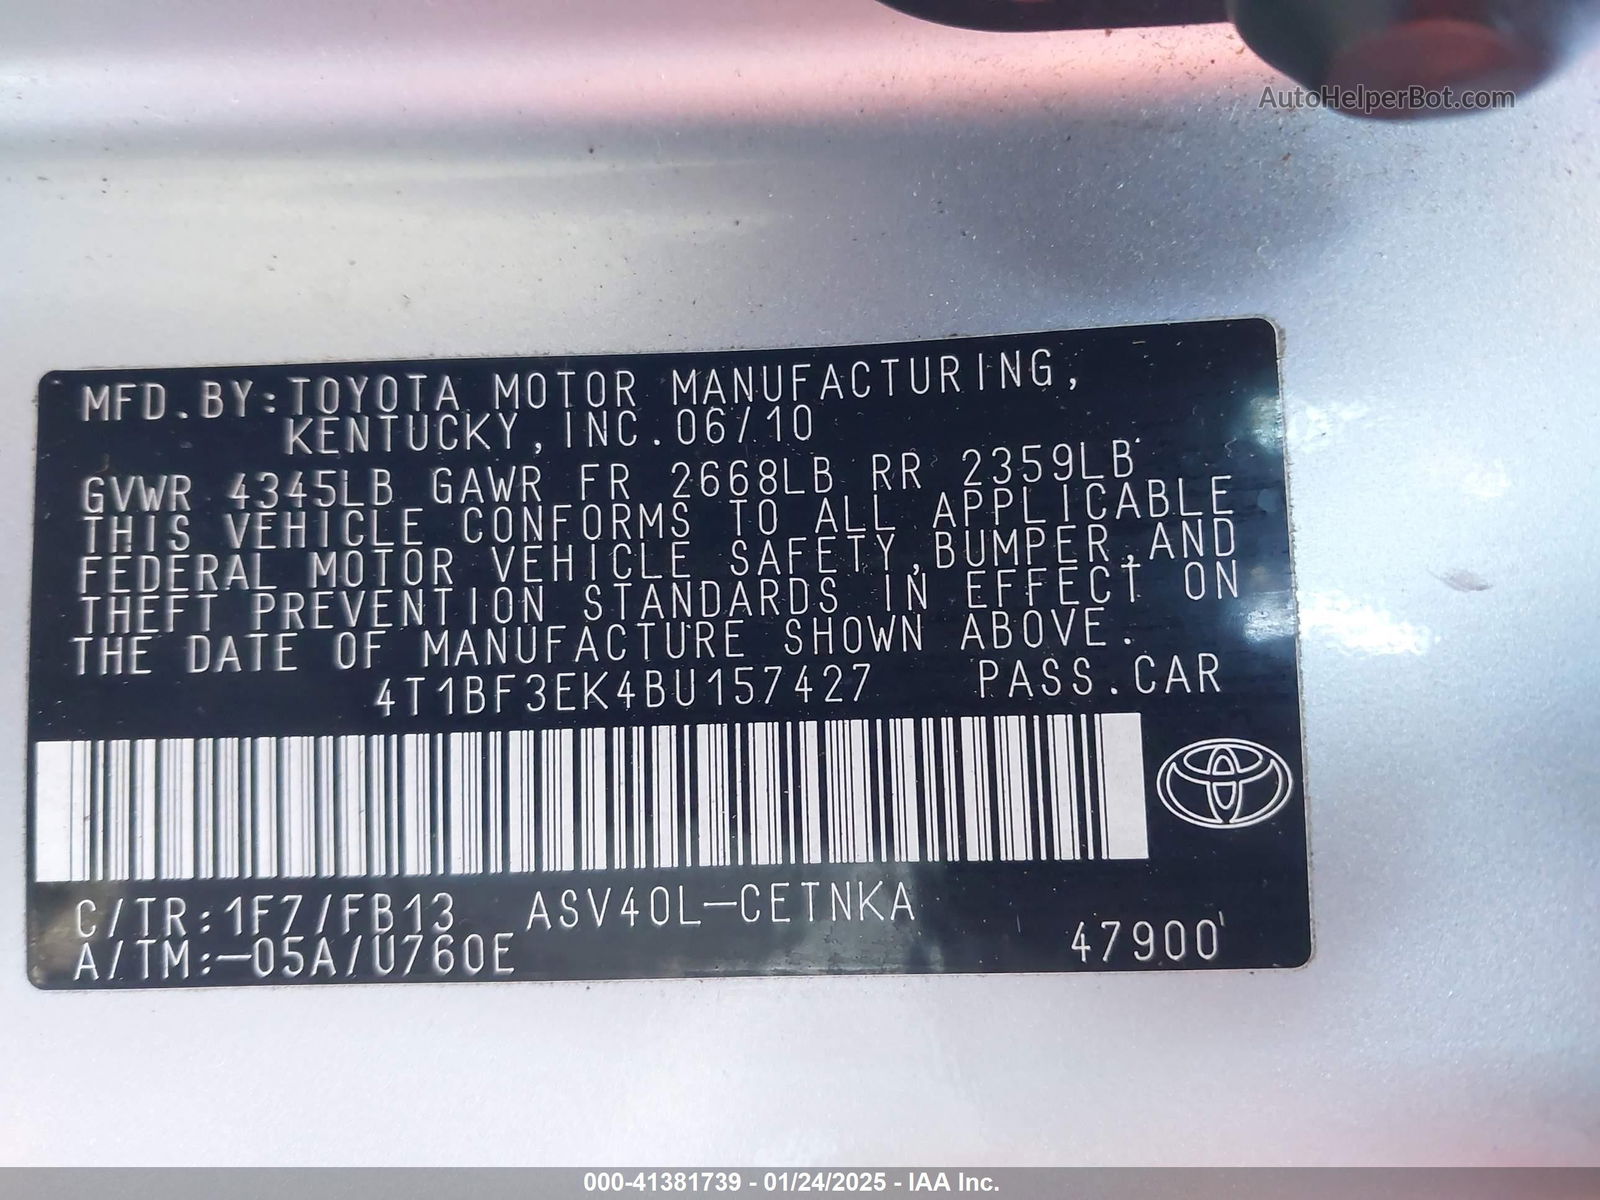 AutoHelperBot.com
MFD.BY:TOYOTA MOTOR MANUFACTURING,
KENTUCKY,INC.06/10
GVWR 4345LB GAWR FR 2668LB RR 2359LB
THIS VEHICLE CONFORMS TO ALL APPLICABLE
FEDERAL MOTOR VEHICLE SAFETY,BUMPER,AND
THEFT PREVENTION STANDARDS IN EFFECT ON
THE DATE OF MANUFACTURE SHOWN ABOVE.
4T1BF3EK4BU157427 PASS.CAR
C/TR:1F7/FB13 ASV40L-CETNKA
A/TM:-05A/U760E 47900
000-41381739 - 01/24/2025 - IAA Inc.